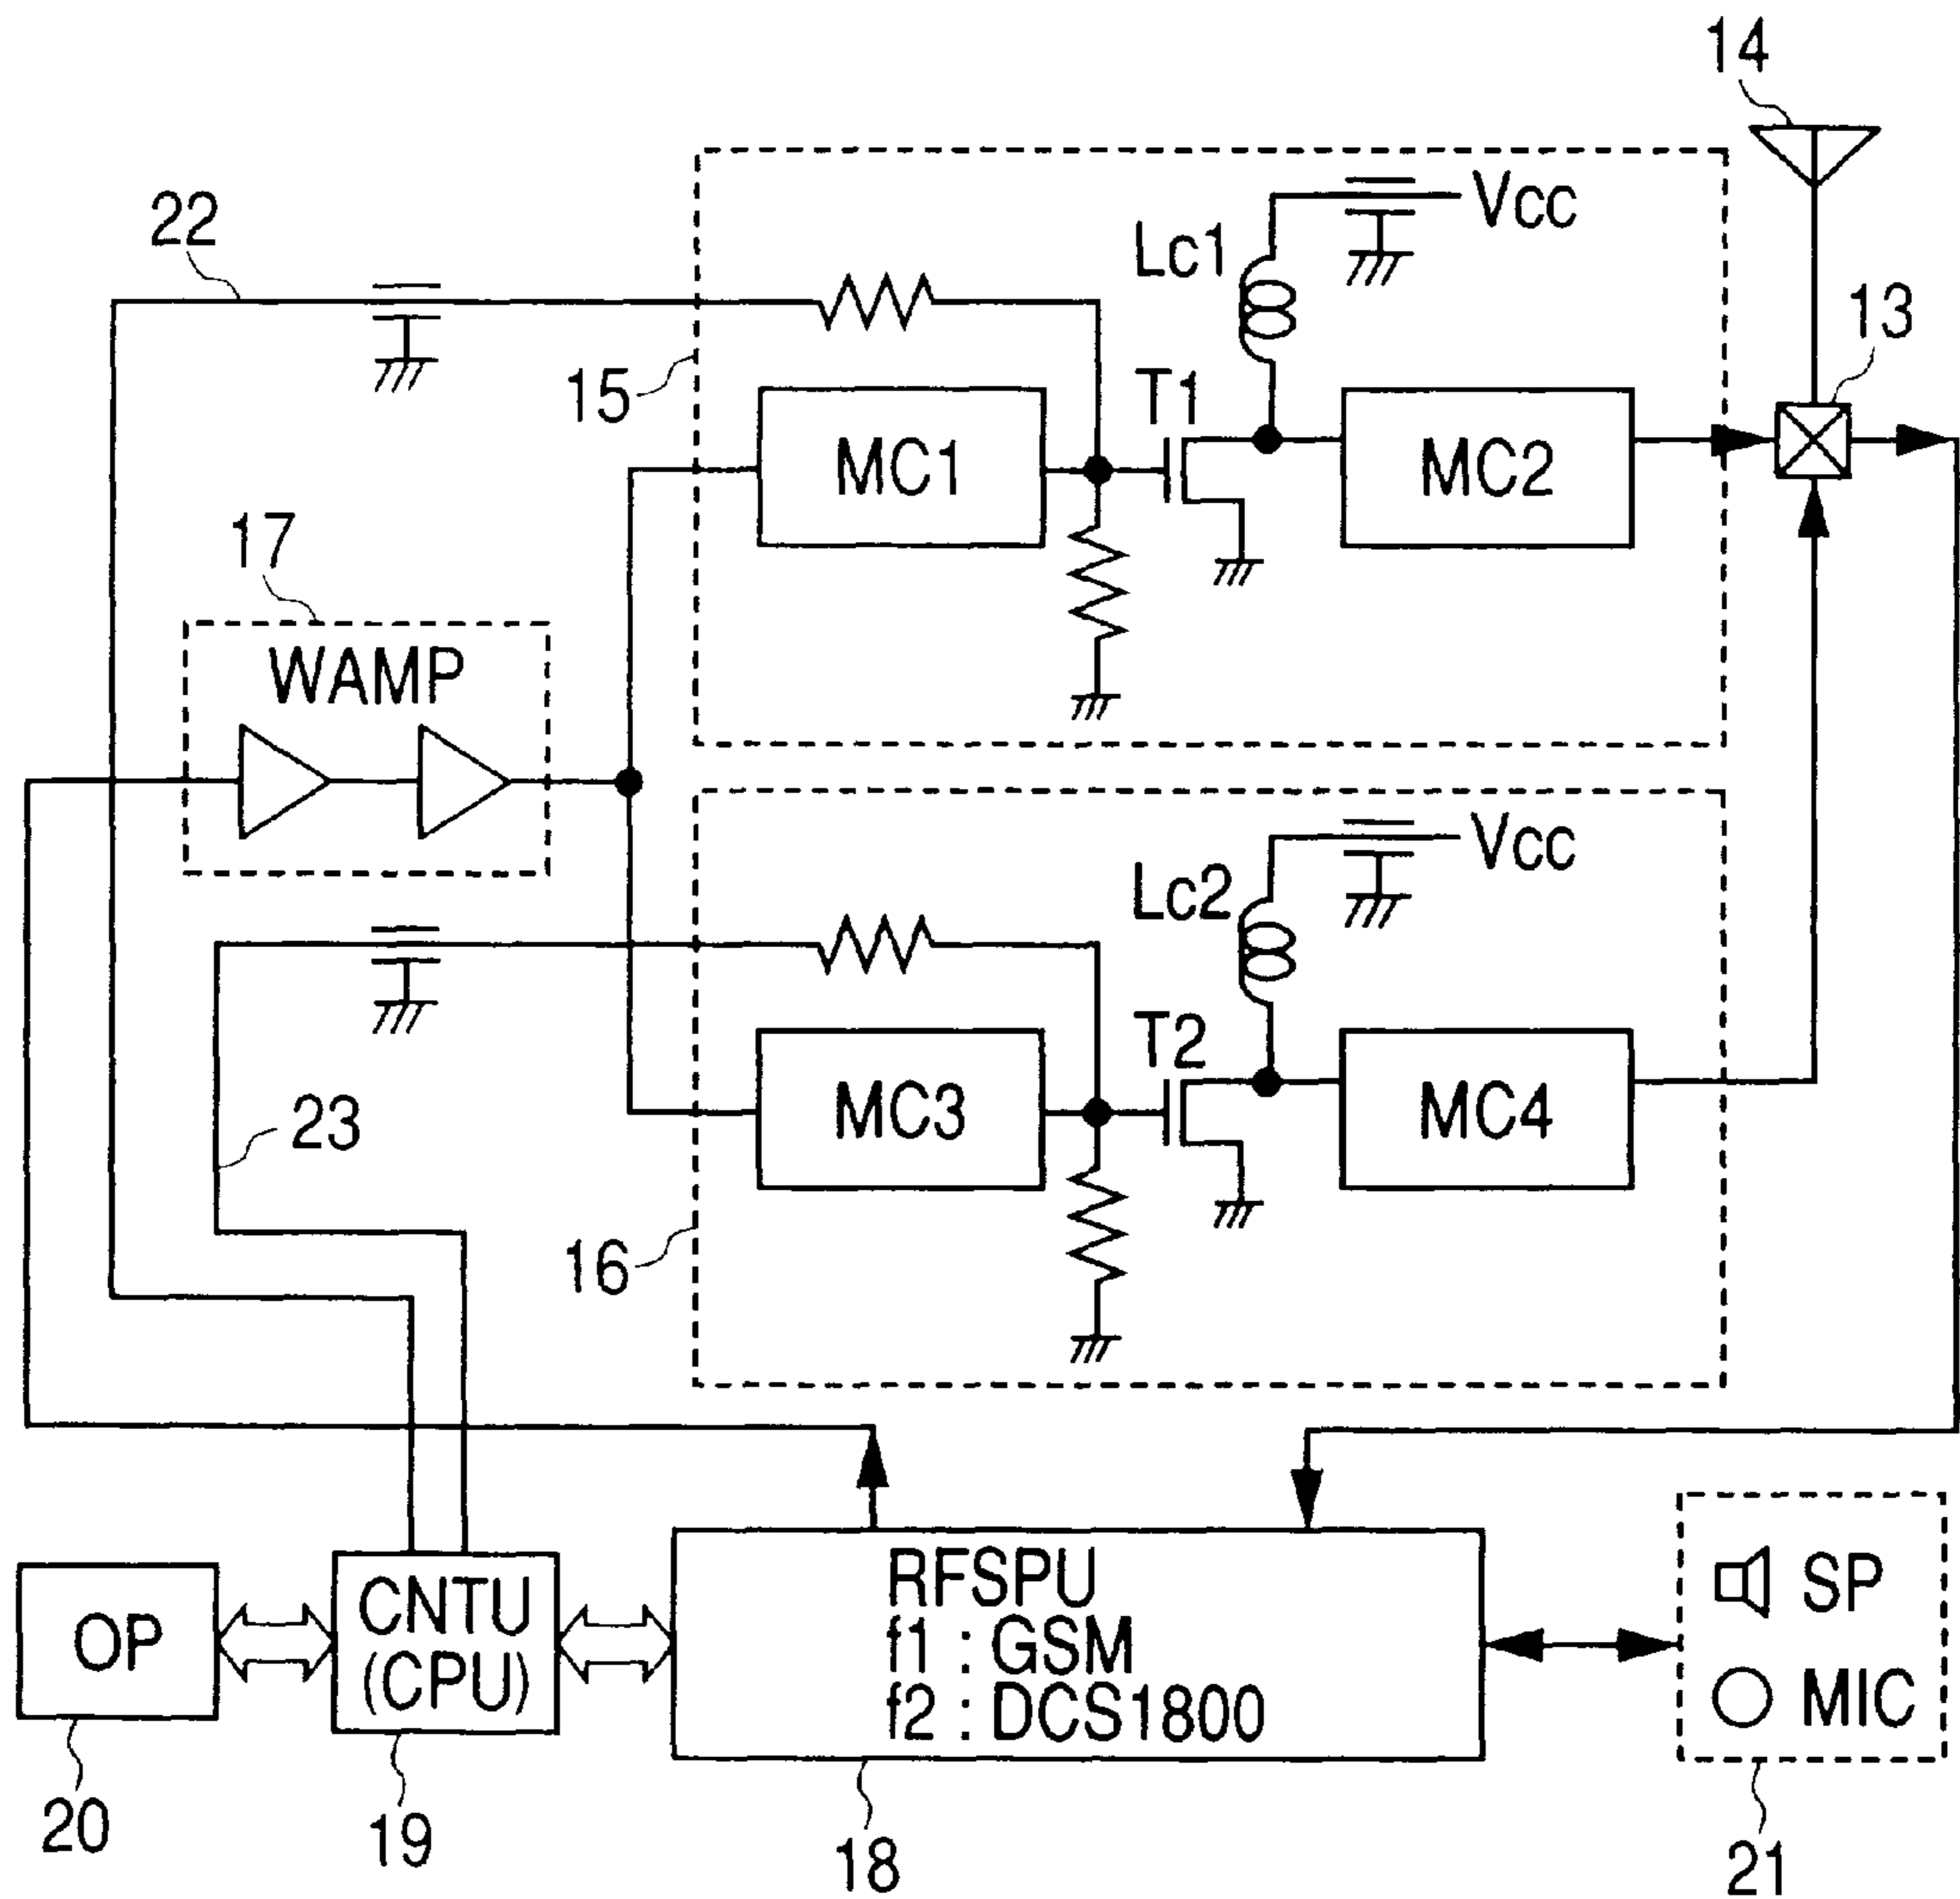 14
22
Vcc
Lc1
13
15
T1
MC1
MC2
17
WAMP
Vcc
Lc2
T2
23
MC3
MC4
16
RFSPU
f1 : GSM
f2 : DCS1800
CNTU
(CPU)
OP
SP
MIC
20
19
18
21